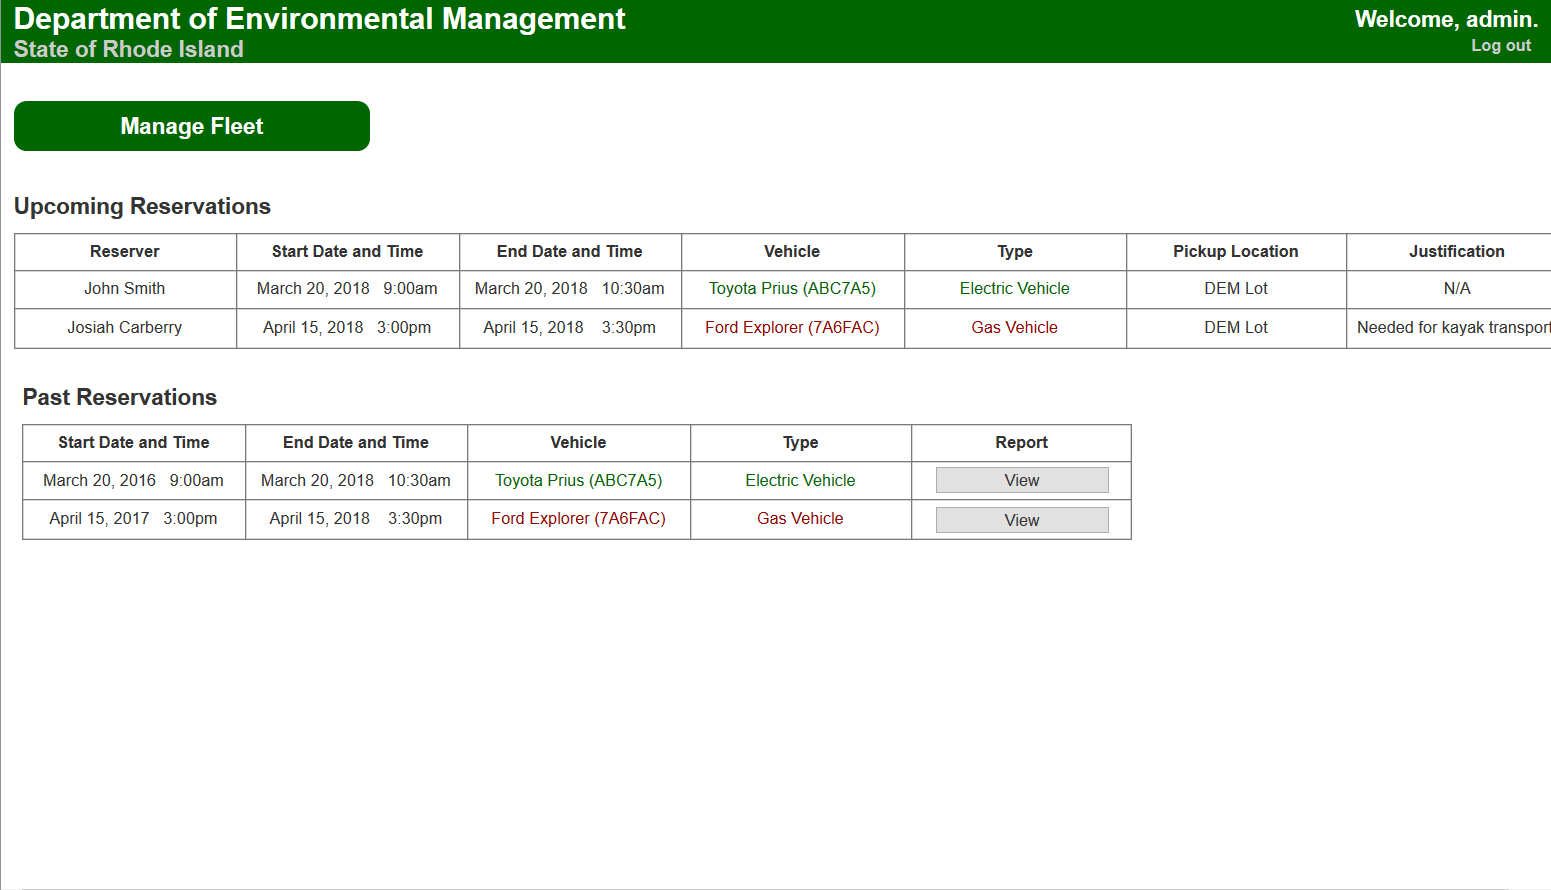 Department of Environmental Management
Welcome, admin.
State of Rhode Island
Log out
Manage Fleet
Upcoming Reservations
Reserver Start Date and Time End Date and Time Vehicle Type Pickup Location Justification
John Smith March 20, 2018 9:00am March 20, 2018 10:30am Toyota Prius (ABC7A5) Electric Vehicle DEM Lot N/A
Josiah Carberry April 15, 2018 3:00pm April 15, 2018 3:30pm Ford Explorer (7A6FAC) Gas Vehicle DEM Lot Needed for kayak transport
Past Reservations
Start Date and Time End Date and Time Vehicle Type Report
March 20, 2016 9:00am March 20, 2018 10:30am Toyota Prius (ABC7A5) Electric Vehicle View
April 15, 2017 3:00pm April 15, 2018 3:30pm Ford Explorer (7A6FAC) Gas Vehicle View